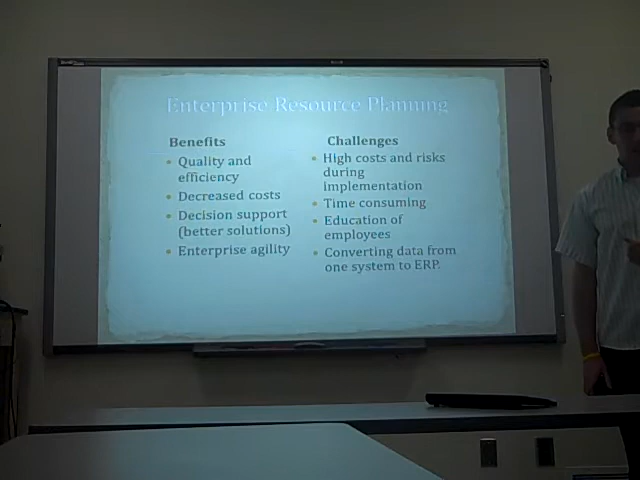 Enterprise Resource Planning
Benefits
• Quality and
efficiency
• Decreased costs
• Decision support
(better solutions)
• Enterprise agility
Challenges
• High costs and risks
during
implementation
• Time consuming
• Education of
employees
• Converting data from
one system to ERP.